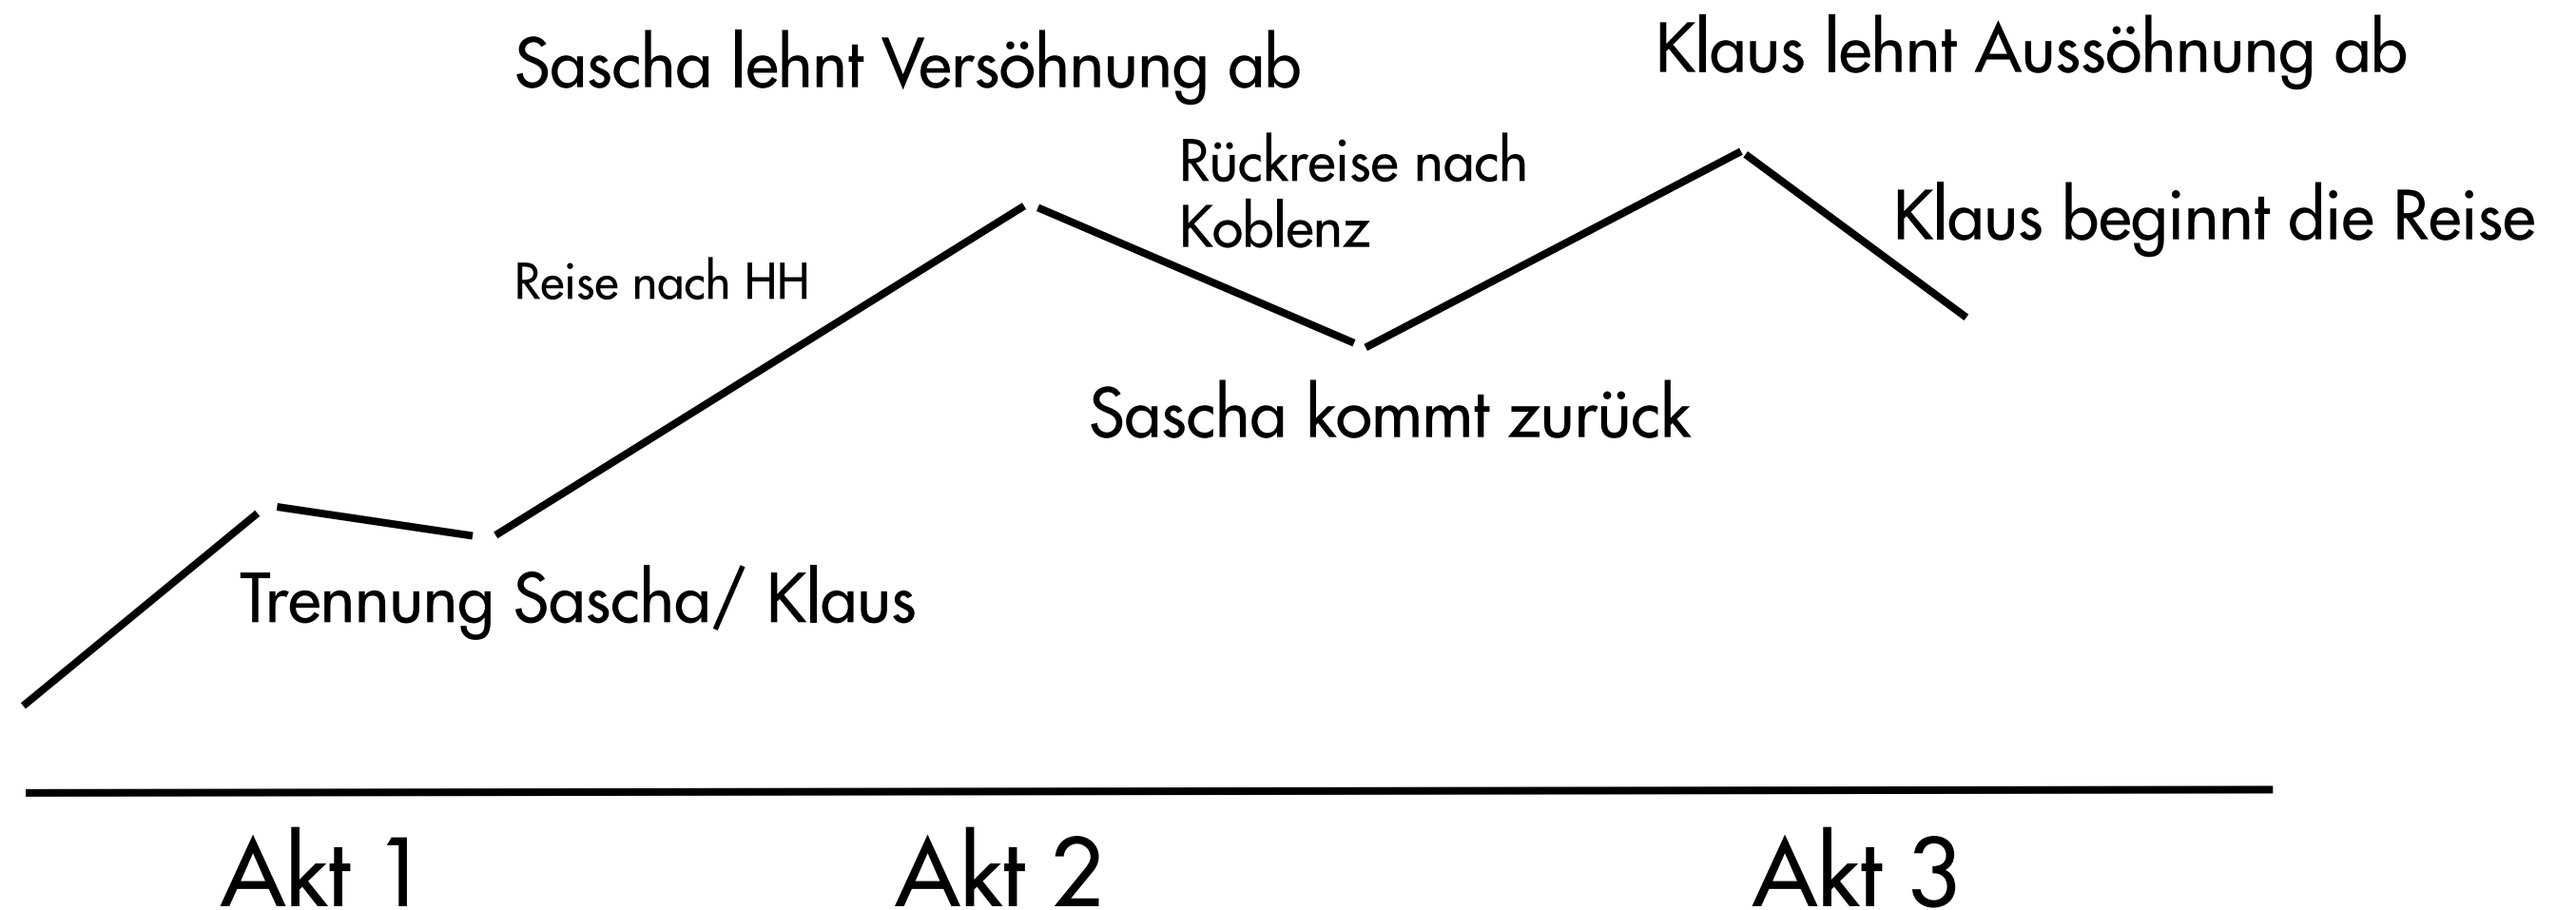 Sascha lehnt Versöhnung ab
Klaus lehnt Aussöhnung ab
Rückreise nach
Koblenz
Klaus beginnt die Reise
Reise nach HH
Sascha kommt zurück
Trennung Sascha/ Klaus
Akt 1
Akt 2
Akt 3